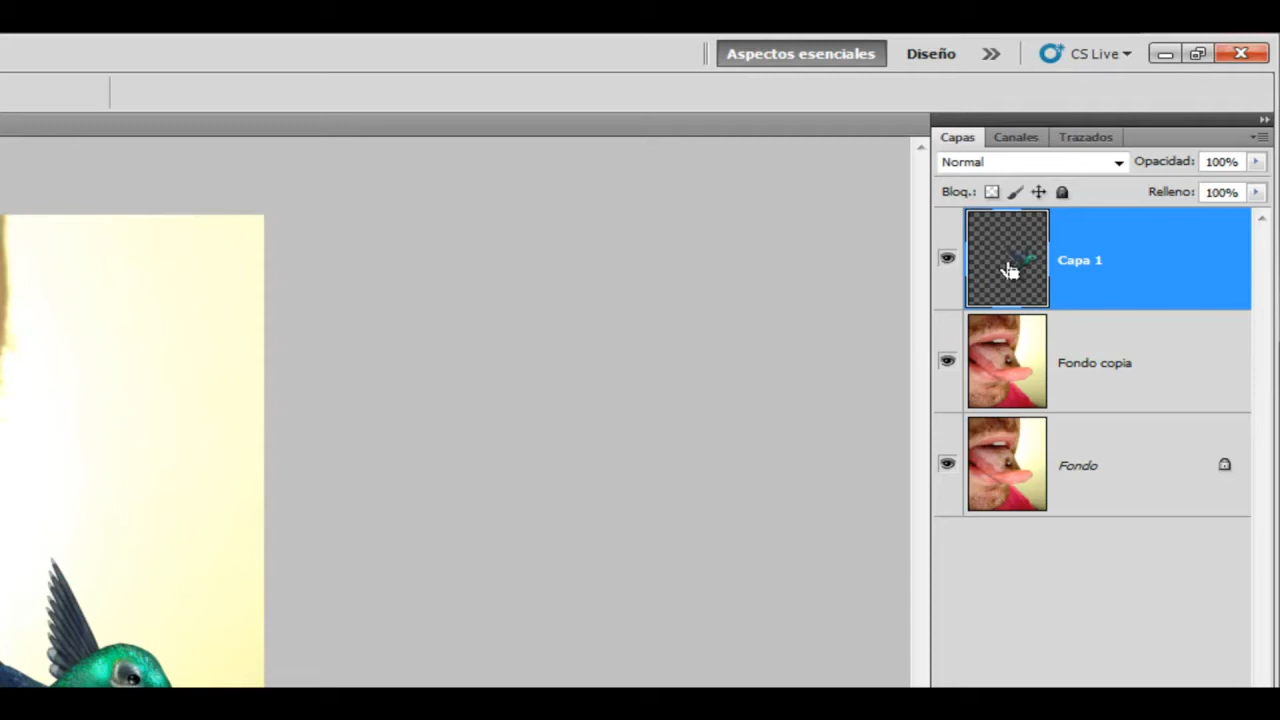 Aspectos esenciales Diseño CS Live
Capas Canales Trazados
Normal Opacidad: 100%
Bloq.: Relleno: 100%
Capa 1
Fondo copia
Fondo